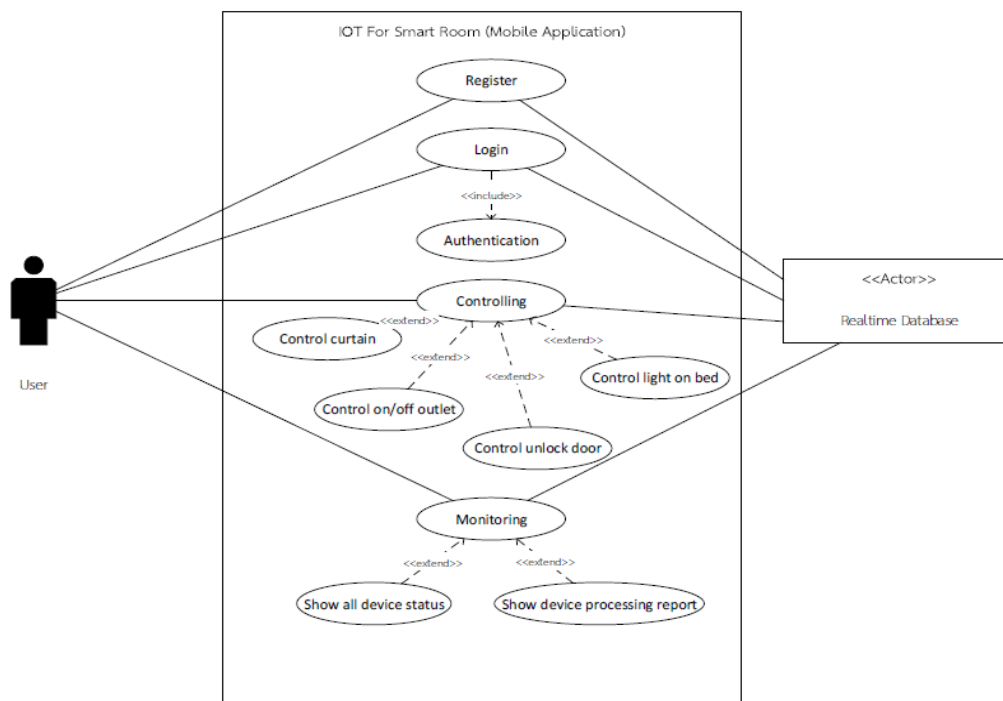 IOT For Smart Room (Mobile Application)
Register
Login
<<include>>
Authentication
<<Actor>>
Realtime Database
Controlling
<<extend>>
Control curtain
<<extend>>
<<extend>>
<<extend>>
Control light on bed
User
Control on/off outlet
Control unlock door
Monitoring
<<extend>>
<<extend>>
Show all device status
Show device processing report